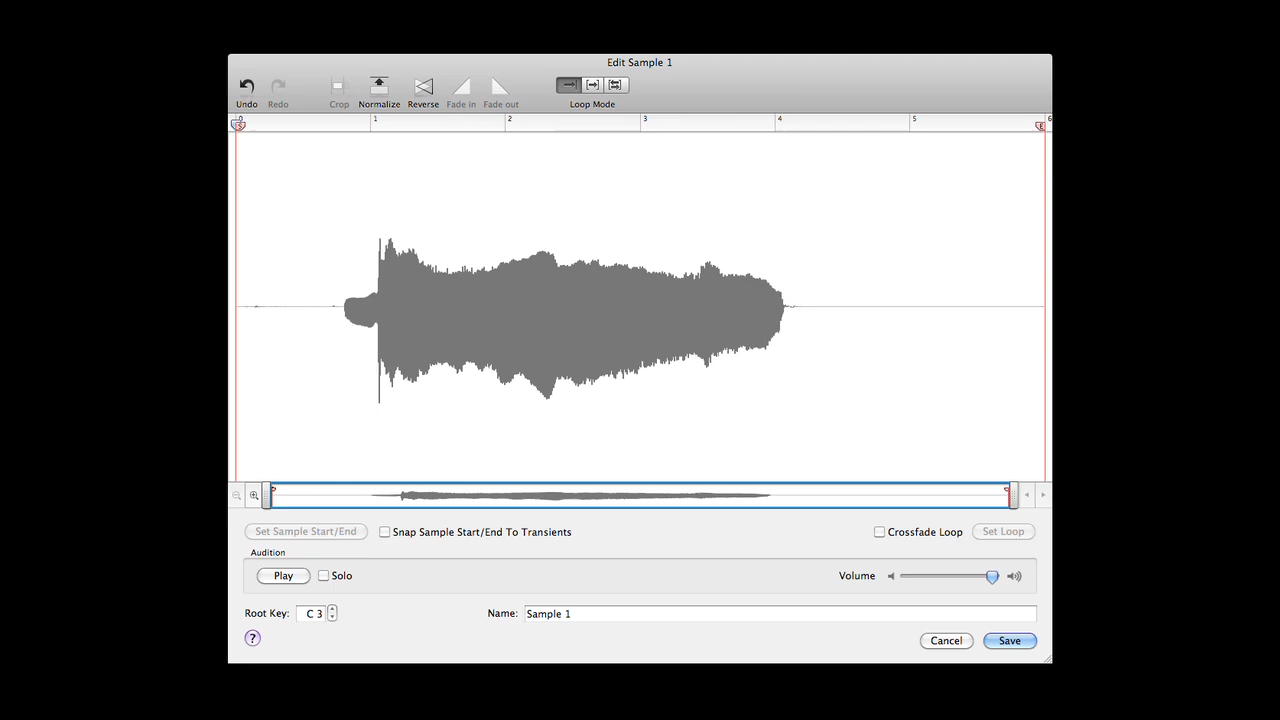 Edit Sample 1
Undo Redo Crop Normalize Reverse Fade in Fade out Loop Mode
0 1 2 3 4 5 6
S E
Set Sample Start/End Snap Sample Start/End To Transients Crossfade Loop Set Loop
Audition
Play Solo Volume
Root Key: C 3 Name: Sample 1
? Cancel Save